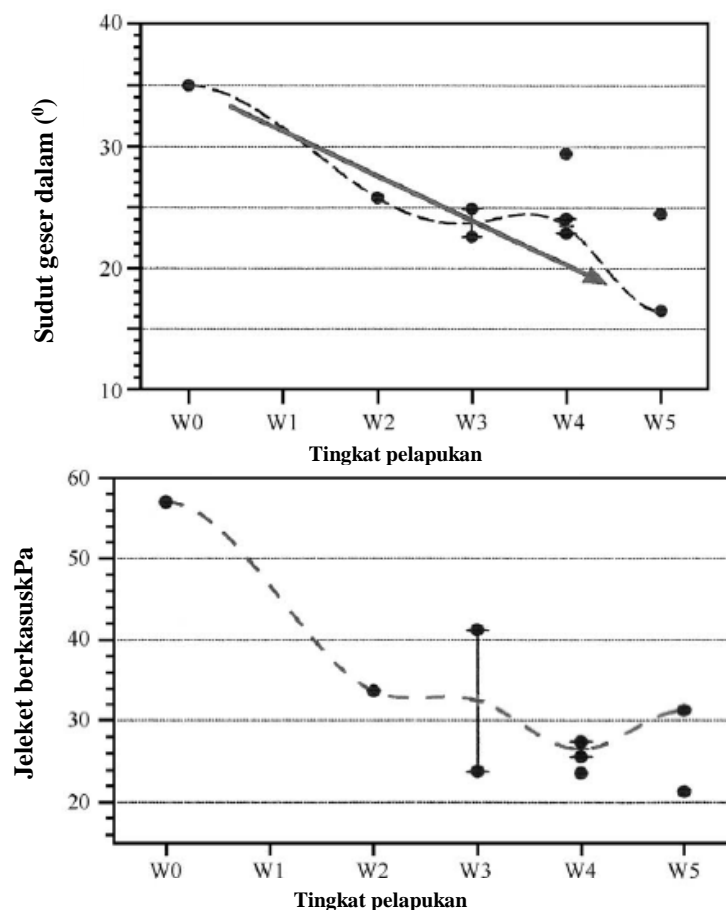 Sudut geser dalam (⁰)
40
30
20
10
W0 W1 W2 W3 W4 W5
Tingkat pelapukan
Jeleket berkasuskPa
60
50
40
30
20
W0 W1 W2 W3 W4 W5
Tingkat pelapukan